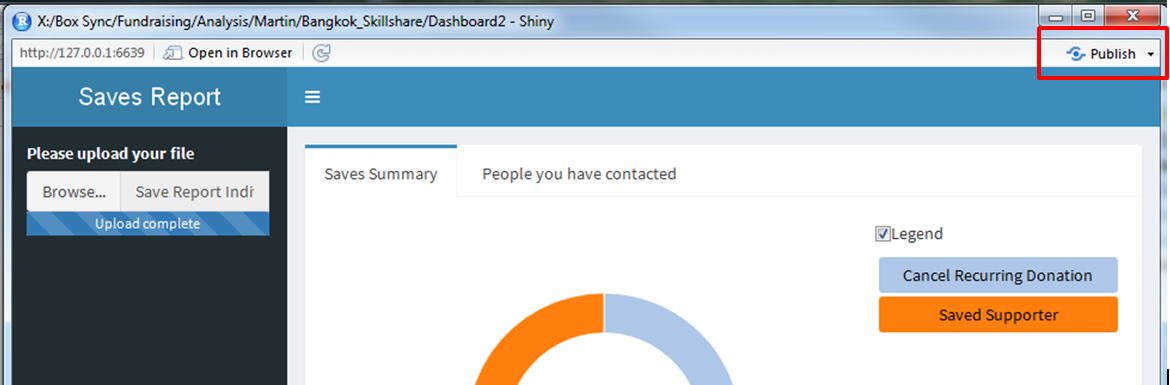 X:/Box Sync/Fundraising/Analysis/Martin/Bangkok_Skillshare/Dashboard2 - Shiny
http://127.0.0.1:6639 Open in Browser Publish
Saves Report
Please upload your file
Browse... Save Report Indi
Upload complete
Saves Summary People you have contacted
Legend
Cancel Recurring Donation
Saved Supporter